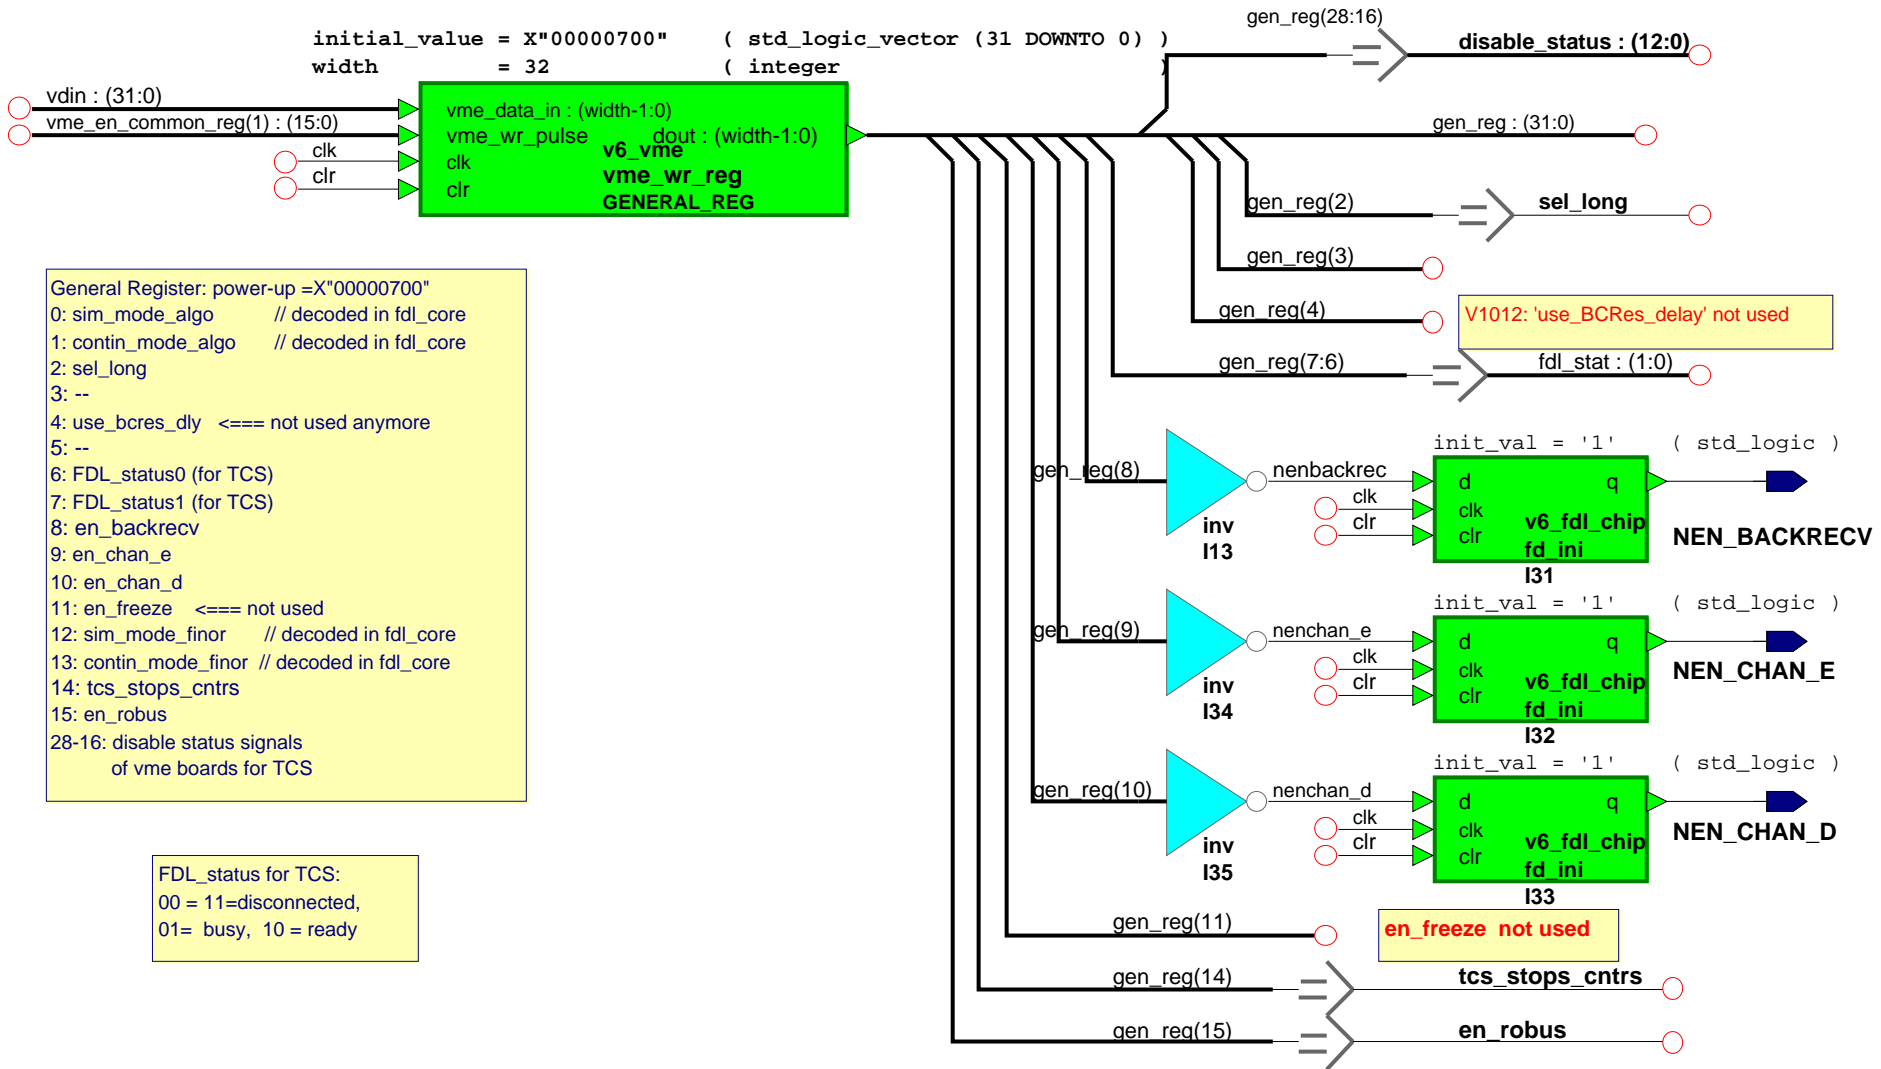 gen_reg(28:16)
initial_value = X"00000700" ( std_logic_vector (31 DOWNTO 0) )
disable_status : (12:0)
width = 32 ( integer )
vdin : (31:0)
vme_data_in : (width-1:0)
vme_en_common_reg(1) : (15:0)
vme_wr_pulse dout : (width-1:0)
gen_reg : (31:0)
clk
clk
v6_vme
clr
clr
vme_wr_reg
GENERAL_REG
gen_reg(2)
sel_long
gen_reg(3)
gen_reg(4)
V1012: 'use_BCRes_delay' not used
gen_reg(7:6)
fdl_stat : (1:0)
General Register: power-up =X"00000700"
0: sim_mode_algo // decoded in fdl_core
1: contin_mode_algo // decoded in fdl_core
2: sel_long
3: --
4: use_bcres_dly <=== not used anymore
5: --
6: FDL_status0 (for TCS)
7: FDL_status1 (for TCS)
8: en_backrecv
9: en_chan_e
10: en_chan_d
11: en_freeze <=== not used
12: sim_mode_finor // decoded in fdl_core
13: contin_mode_finor // decoded in fdl_core
14: tcs_stops_cntrs
15: en_robus
28-16: disable status signals
of vme boards for TCS
FDL_status for TCS:
00 = 11=disconnected,
01= busy, 10 = ready
init_val = '1' ( std_logic )
gen_reg(8)
nenbackrec
d q
clk
clk
clr
clr
v6_fdl_chip
fd_ini
inv
I13
I31
NEN_BACKRECV
init_val = '1' ( std_logic )
gen_reg(9)
nenchan_e
d q
clk
clk
clr
clr
v6_fdl_chip
fd_ini
inv
I34
I32
NEN_CHAN_E
init_val = '1' ( std_logic )
gen_reg(10)
nenchan_d
d q
clk
clk
clr
clr
v6_fdl_chip
fd_ini
inv
I35
I33
NEN_CHAN_D
gen_reg(11)
en_freeze not used
gen_reg(14)
tcs_stops_cntrs
gen_reg(15)
en_robus